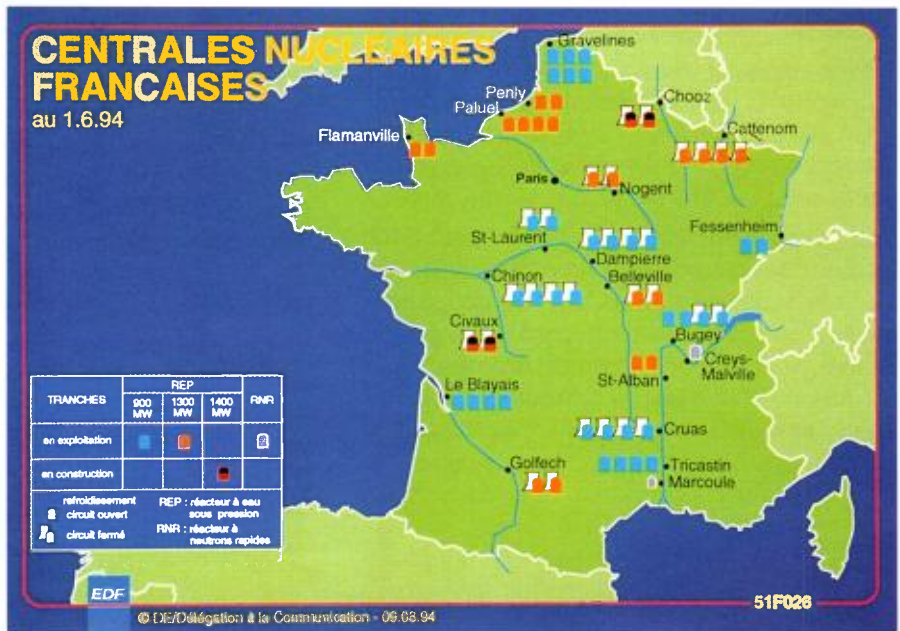 CENTRALES NUCLEAIRES
FRANCAISES
au 1.6.94
Gravelines
Penly
Paluel
Chooz
Flamanville
Cattenom
Paris
Nogent
Fessenheim
St-Laurent
Dampierre
Chinon
Belleville
Civaux
Bugey
Creys-
Malville
St-Alban
Le Blayais
Cruas
Golfech
Tricastin
Marcoule
TRANCHES
REP
RNR
900
MW
1300
MW
1400
MW
en exploitation
en construction
refroidissement
circuit ouvert
circuit fermé
REP : réacteur à eau
sous pression
RNR : réacteur à
neutrons rapides
EDF
© DE/Délégation à la Communication - 09.08.94
51F026